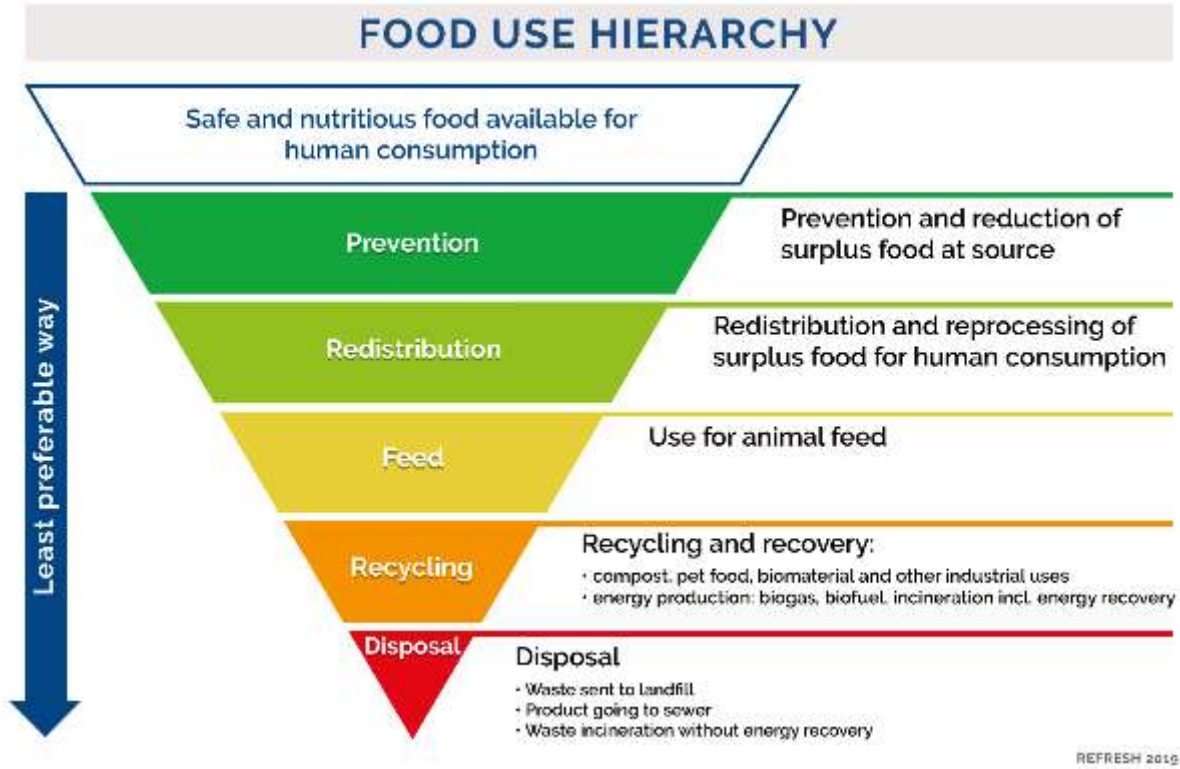 FOOD USE HIERARCHY
Safe and nutritious food available for
human consumption
Least preferable way
Prevention
Prevention and reduction of
surplus food at source
Redistribution
Redistribution and reprocessing of
surplus food for human consumption
Feed
Use for animal feed
Recycling
Recycling and recovery:
• compost, pet food, biomaterial and other industrial uses
• energy production: biogas, biofuel, incineration incl. energy recovery
Disposal
Disposal
• Waste sent to landfill
• Product going to sewer
• Waste incineration without energy recovery
REFRESH 2019